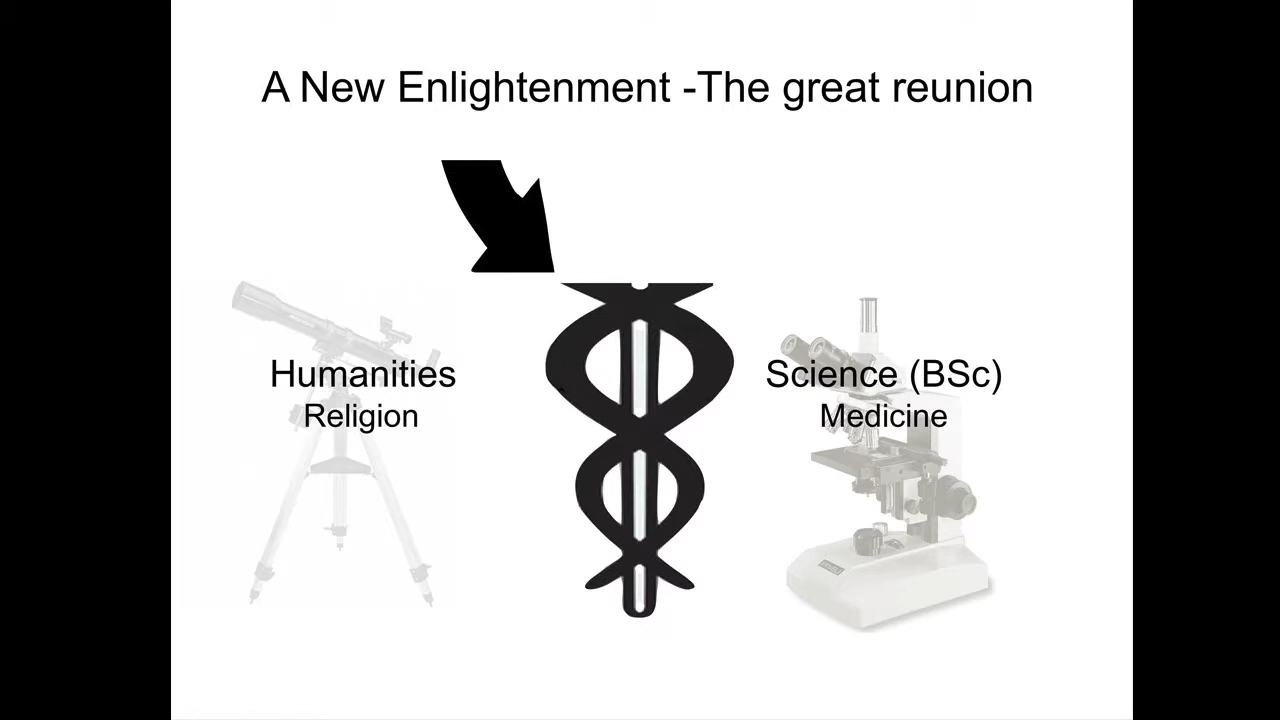 A New Enlightenment -The great reunion
Humanities
Religion
Science (BSc)
Medicine